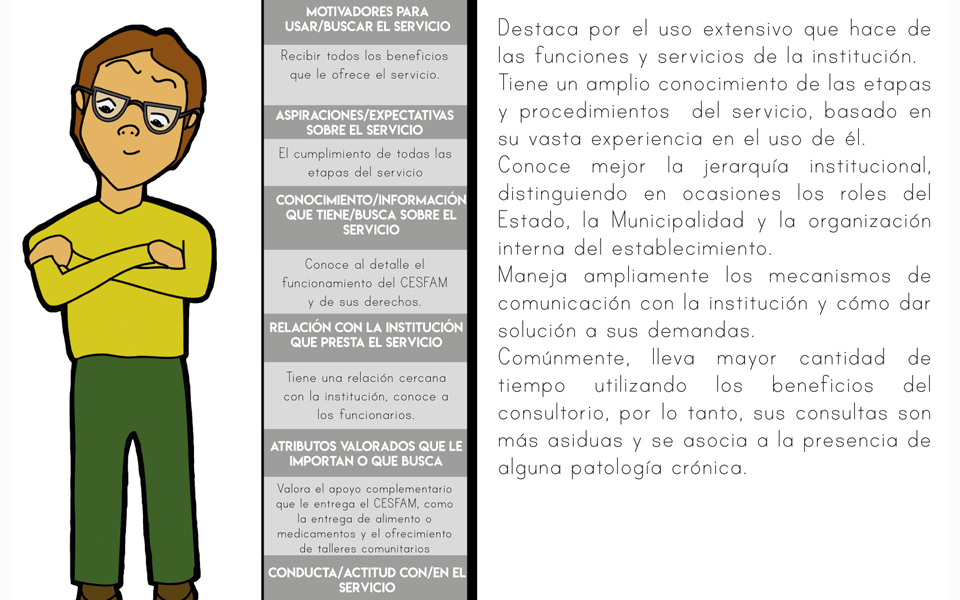 MOTIVADORES PARA
USAR/BUSCAR EL SERVICIO
Recibir todos los beneficios
que le ofrece el servicio.
ASPIRACIONES/EXPECTATIVAS
SOBRE EL SERVICIO
El cumplimiento de todas las
etapas del servicio
CONOCIMIENTO/INFORMACIÓN
QUE TIENE/BUSCA SOBRE EL
SERVICIO
Conoce al detalle el
funcionamiento del CESFAM
y de sus derechos.
RELACIÓN CON LA INSTITUCIÓN
QUE PRESTA EL SERVICIO
Tiene una relación cercana
con la institución, conoce a
los funcionarios.
ATRIBUTOS VALORADOS QUE LE
IMPORTAN O QUE BUSCA
Valora el apoyo complementario
que le entrega el CESFAM, como
la entrega de alimento o
medicamentos y el ofrecimiento
de talleres comunitarios
CONDUCTA/ACTITUD CON/EN EL
SERVICIO
Destaca por el uso extensivo que hace de
las funciones y servicios de la institución.
Tiene un amplio conocimiento de las etapas
y procedimientos del servicio, basado en
su vasta experiencia en el uso de él.
Conoce mejor la jerarquía institucional,
distinguiendo en ocasiones los roles del
Estado, la Municipalidad y la organización
interna del establecimiento.
Maneja ampliamente los mecanismos de
comunicación con la institución y cómo dar
solución a sus demandas.
Comúnmente, lleva mayor cantidad de
tiempo utilizando los beneficios del
consultorio, por lo tanto, sus consultas son
más asiduas y se asocia a la presencia de
alguna patología crónica.